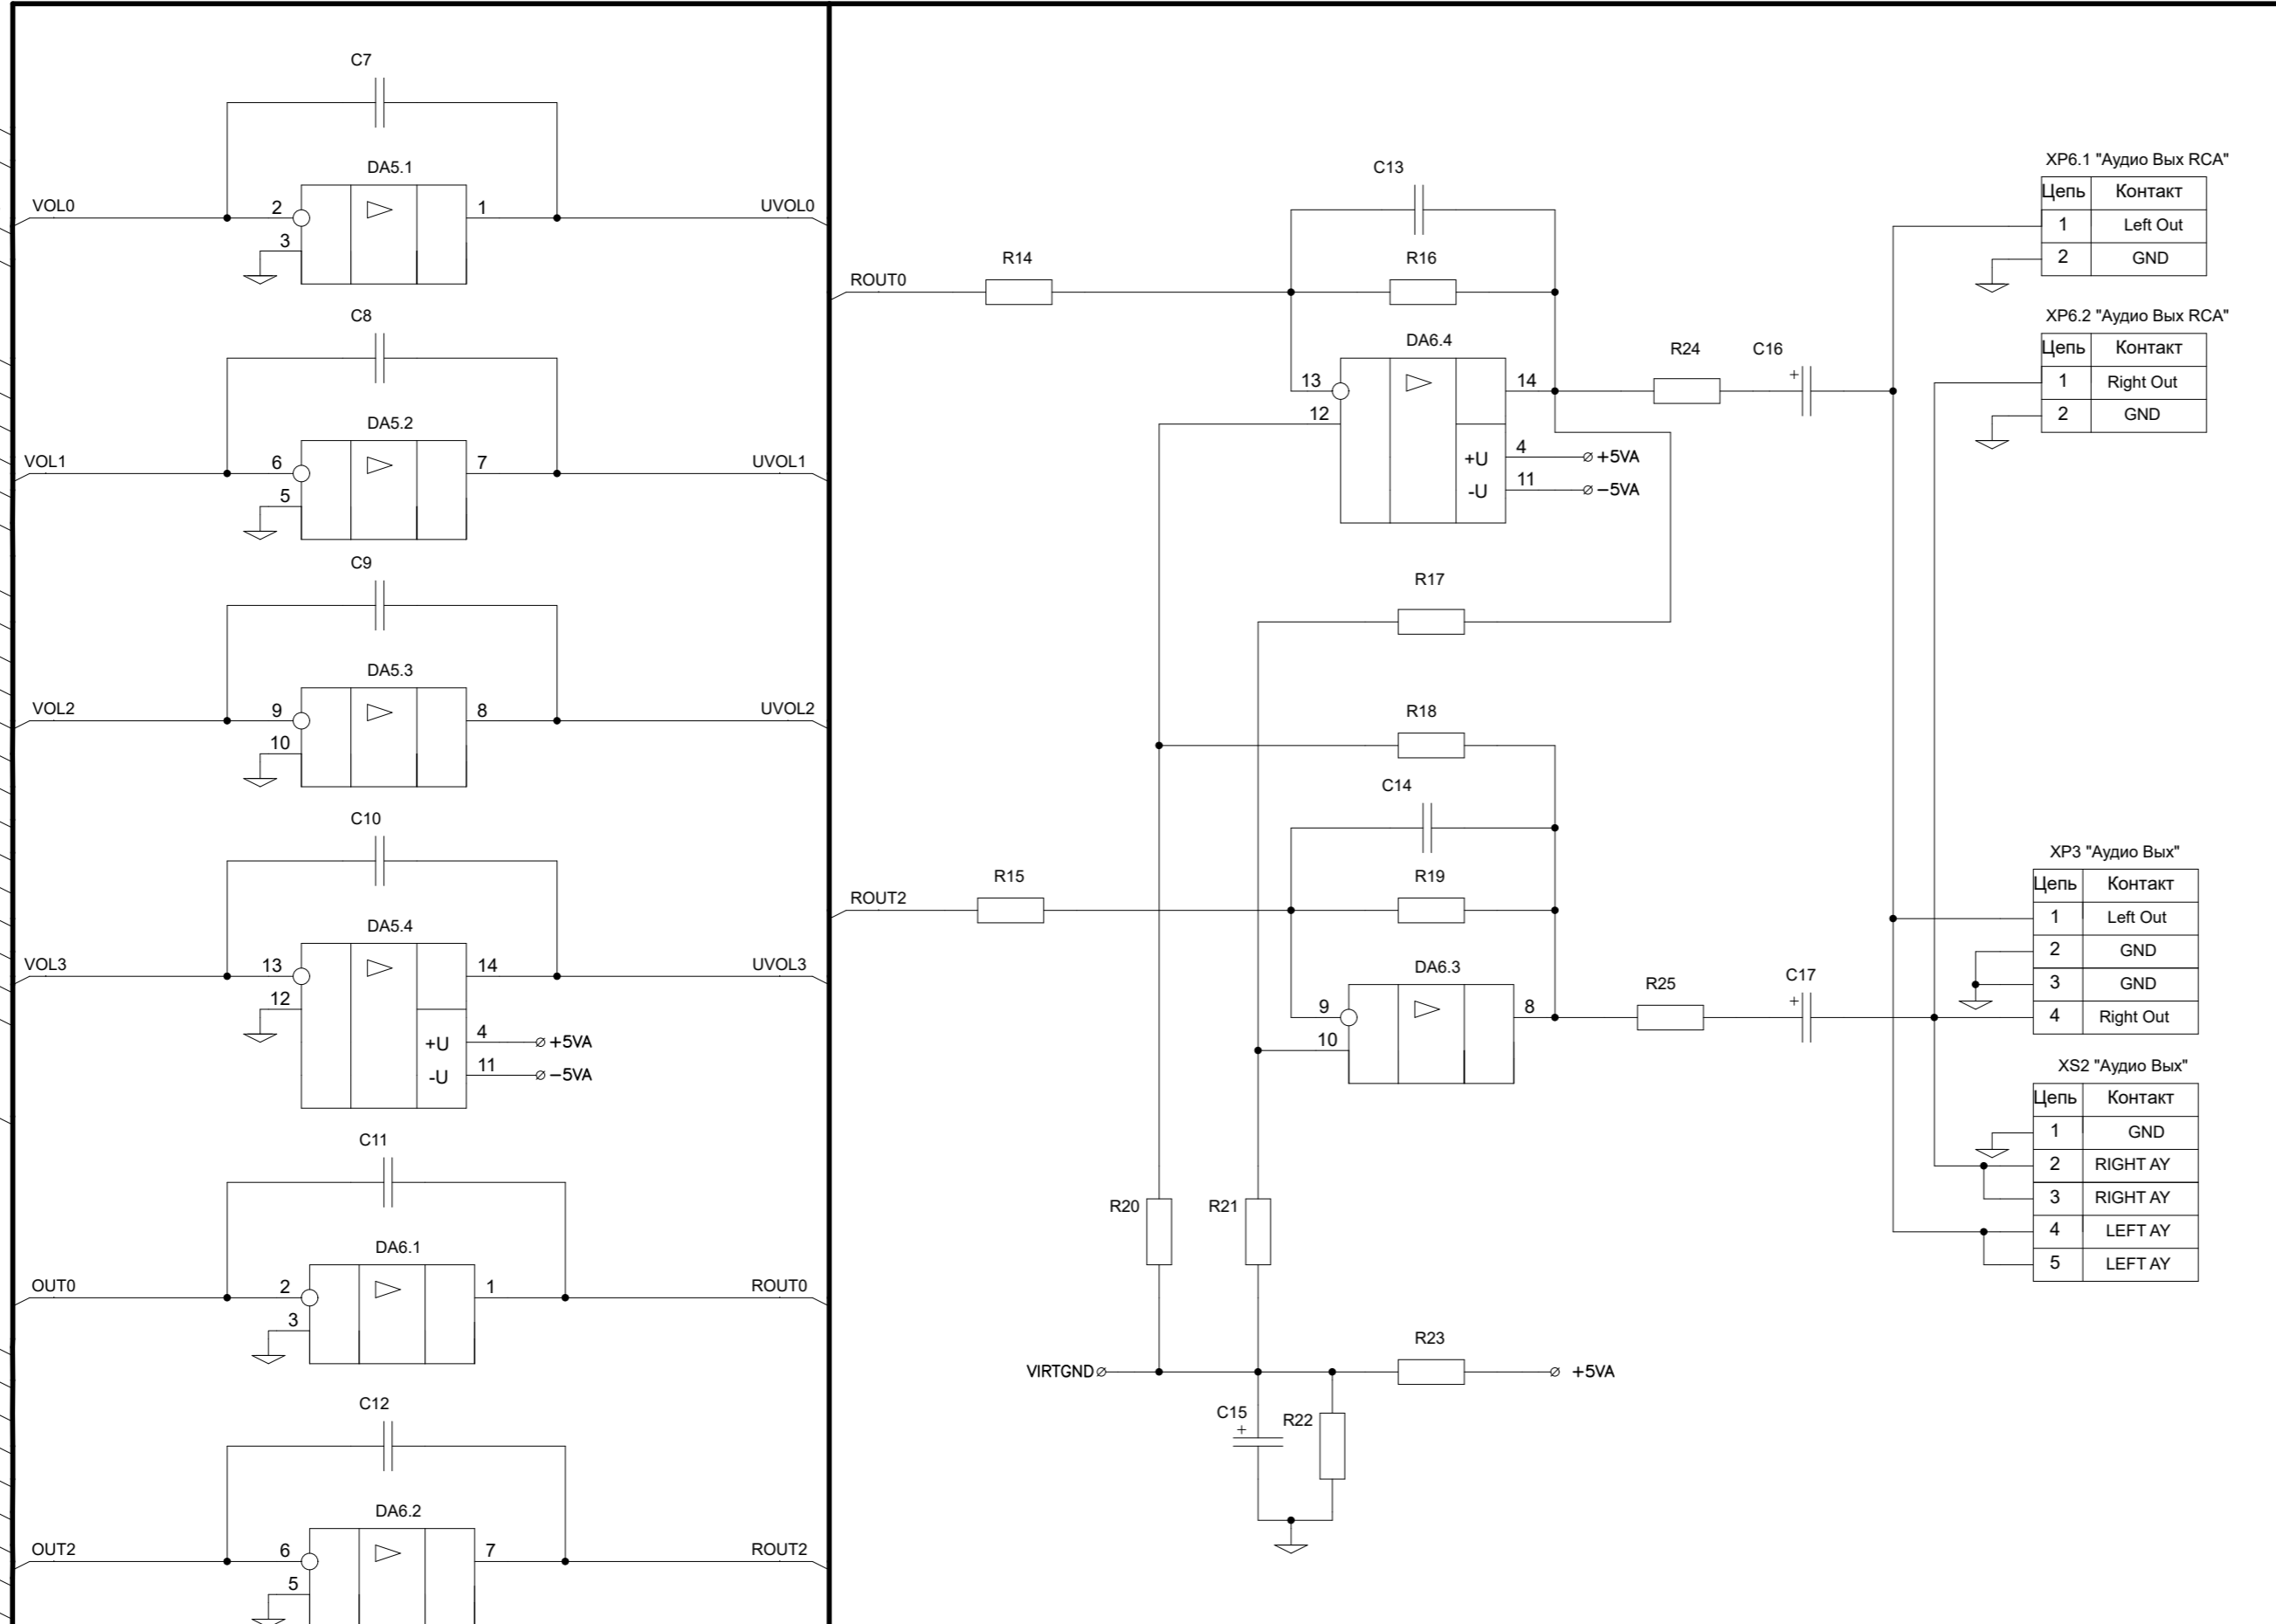 C7
DA5.1
VOL0 2 1 UVOL0
3
C8
DA5.2
VOL1 6 7 UVOL1
5
C9
DA5.3
VOL2 9 8 UVOL2
10
C10
DA5.4
VOL3 13 14 UVOL3
12
+U 4 +5VA
-U 11 –5VA
C11
DA6.1
OUT0 2 1 ROUT0
3
C12
DA6.2
OUT2 6 7 ROUT2
5
C13
ROUT0 R14 R16
DA6.4
13 14
12
+U 4 +5VA
-U 11 –5VA
R24 C16
+
R17
R18
C14
ROUT2 R15 R19
DA6.3
9 8
10
R25 C17
+
R20 R21
R23
VIRTGND +5VA
C15 R22
+
XP6.1 "Аудио Вых RCA"
Цепь Контакт
1 Left Out
2 GND
XP6.2 "Аудио Вых RCA"
Цепь Контакт
1 Right Out
2 GND
XP3 "Аудио Вых"
Цепь Контакт
1 Left Out
2 GND
3 GND
4 Right Out
XS2 "Аудио Вых"
Цепь Контакт
1 GND
2 RIGHT AY
3 RIGHT AY
4 LEFT AY
5 LEFT AY